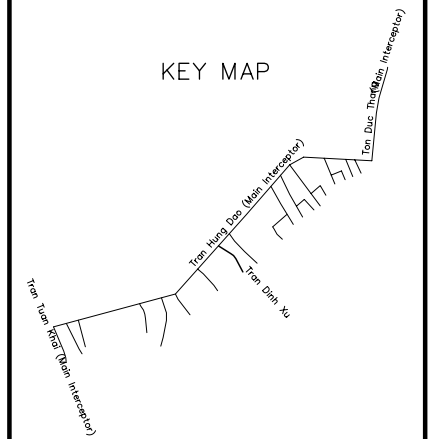 KEY MAP
Ton Duc Thang (Main Interceptor)
Tran Hung Dao (Main Interceptor)
Tran Dinh Xu
Tran Tuan Khai (Main Interceptor)